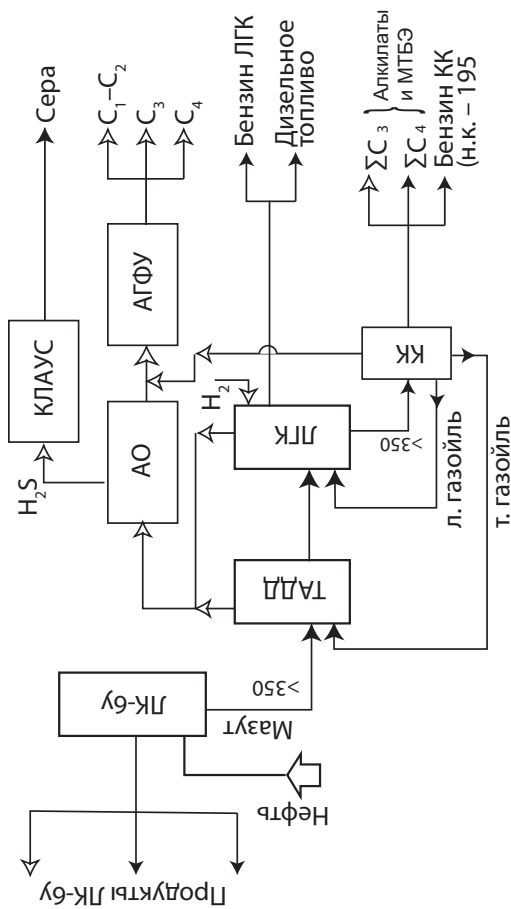 Продукты ЛК-6у
Нефть
ЛК-6у
Мазут
>350
ТАДД
H2S
КЛАУС
Сера
АО
АГФУ
C1–C2
C3
C4
H2
ЛГК
Бензин ЛГК
Дизельное
топливо
>350
КК
л. газойль
т. газойль
ΣC3
ΣC4
Алкилаты
и МТБЭ
Бензин КК
(н.к. – 195